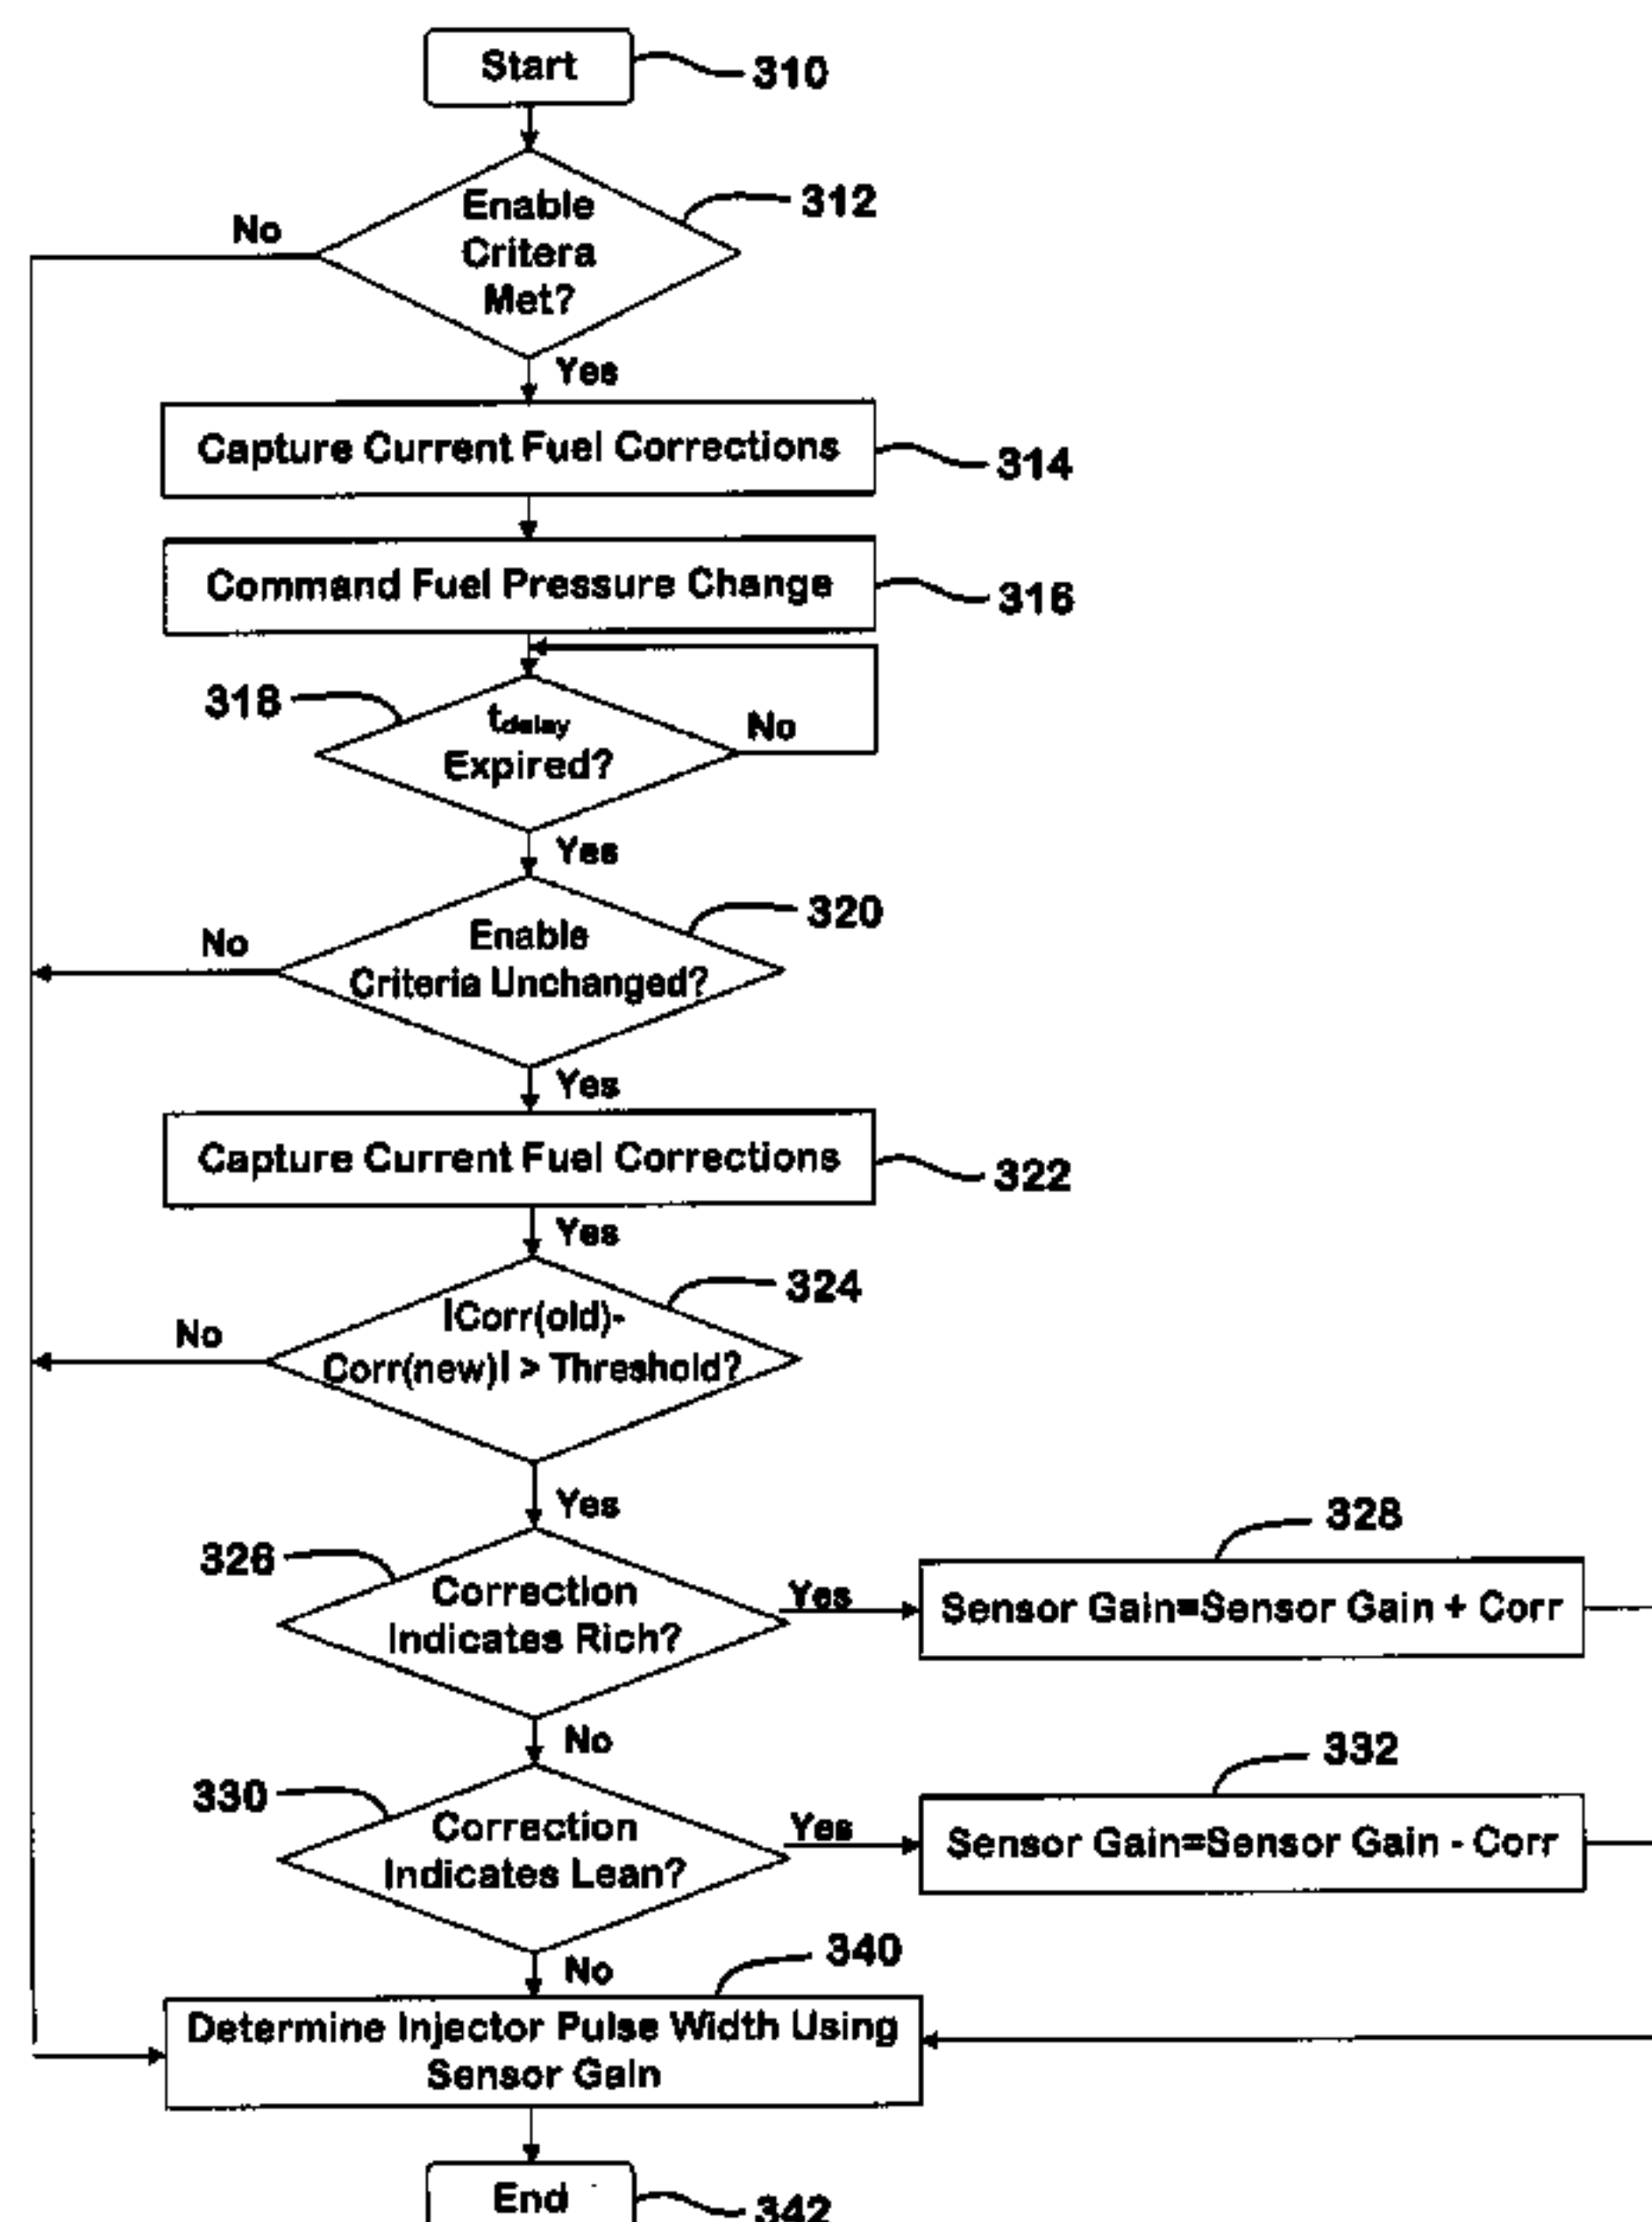 Start
310
Enable
Critera
Met?
312
No
Yes
Capture Current Fuel Corrections
314
Command Fuel Pressure Change
316
318
tdelay
Expired?
No
Yes
320
Enable
Criteria Unchanged?
No
Yes
Capture Current Fuel Corrections
322
Yes
324
|Corr(old)-
Corr(new)| > Threshold?
No
Yes
326
Correction
Indicates Rich?
Yes
328
Sensor Gain=Sensor Gain + Corr
No
330
Correction
Indicates Lean?
Yes
332
Sensor Gain=Sensor Gain - Corr
No
340
Determine Injector Pulse Width Using
Sensor Gain
End
342